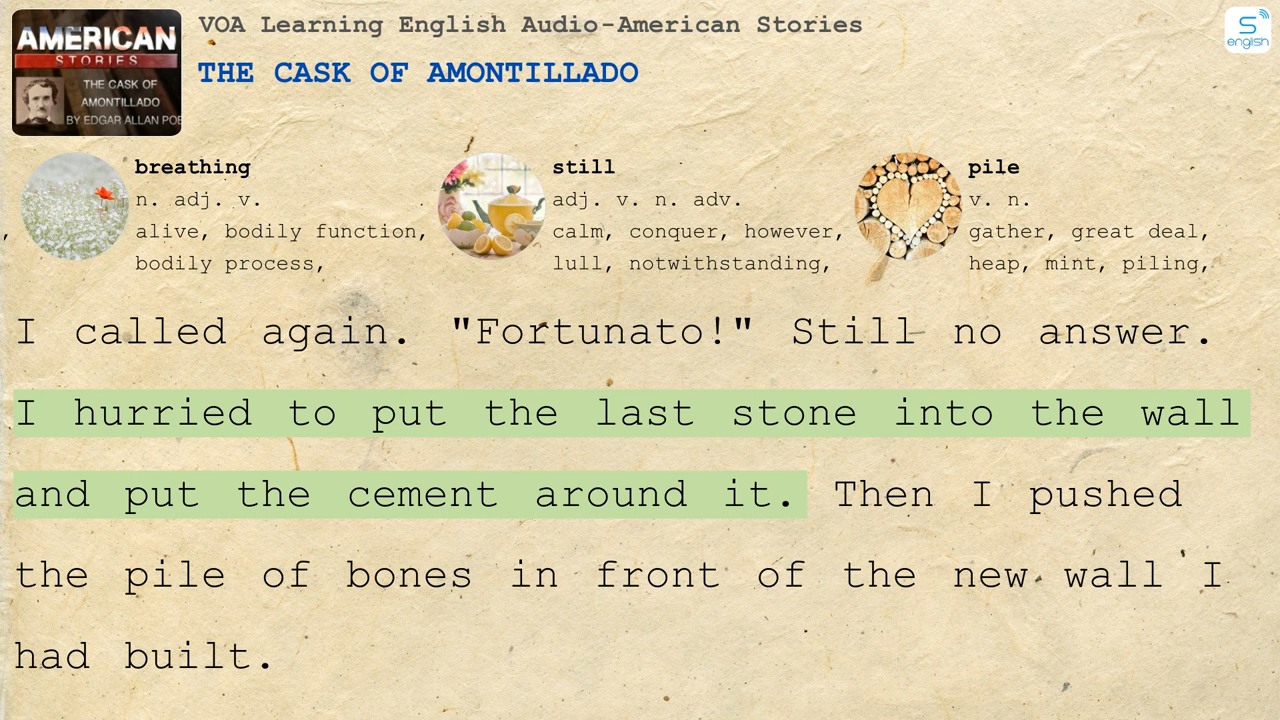 VOA Learning English Audio-American Stories
THE CASK OF AMONTILLADO
AMERICAN
STORIES
THE CASK OF
AMONTILLADO
BY EDGAR ALLAN POE
S
english
breathing
n. adj. v.
alive, bodily function,
bodily process,
still
adj. v. n. adv.
calm, conquer, however,
lull, notwithstanding,
pile
v. n.
gather, great deal,
heap, mint, piling,
I called again. "Fortunato!" Still no answer.
I hurried to put the last stone into the wall
and put the cement around it. Then I pushed
the pile of bones in front of the new wall I
had built.